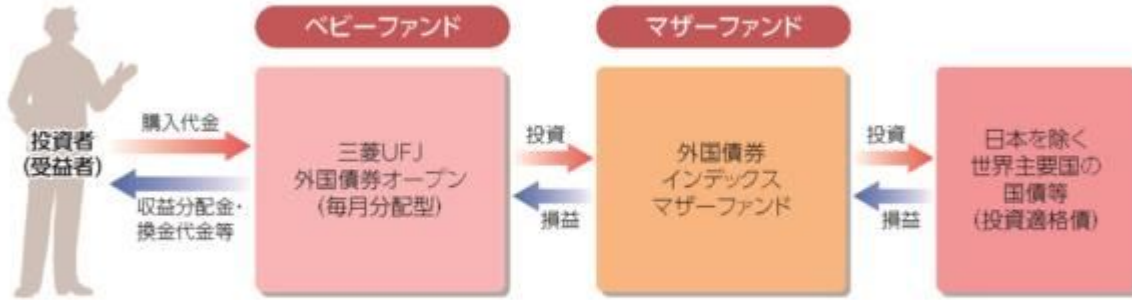 ベビーファンド
マザーファンド
投資者
(受益者)
購入代金
収益分配金・
換金代金等
三菱UFJ
外国債券オープン
(毎月分配型)
投資
損益
外国債券
インデックス
マザーファンド
投資
損益
日本を除く
世界主要国の
国債等
(投資適格債)